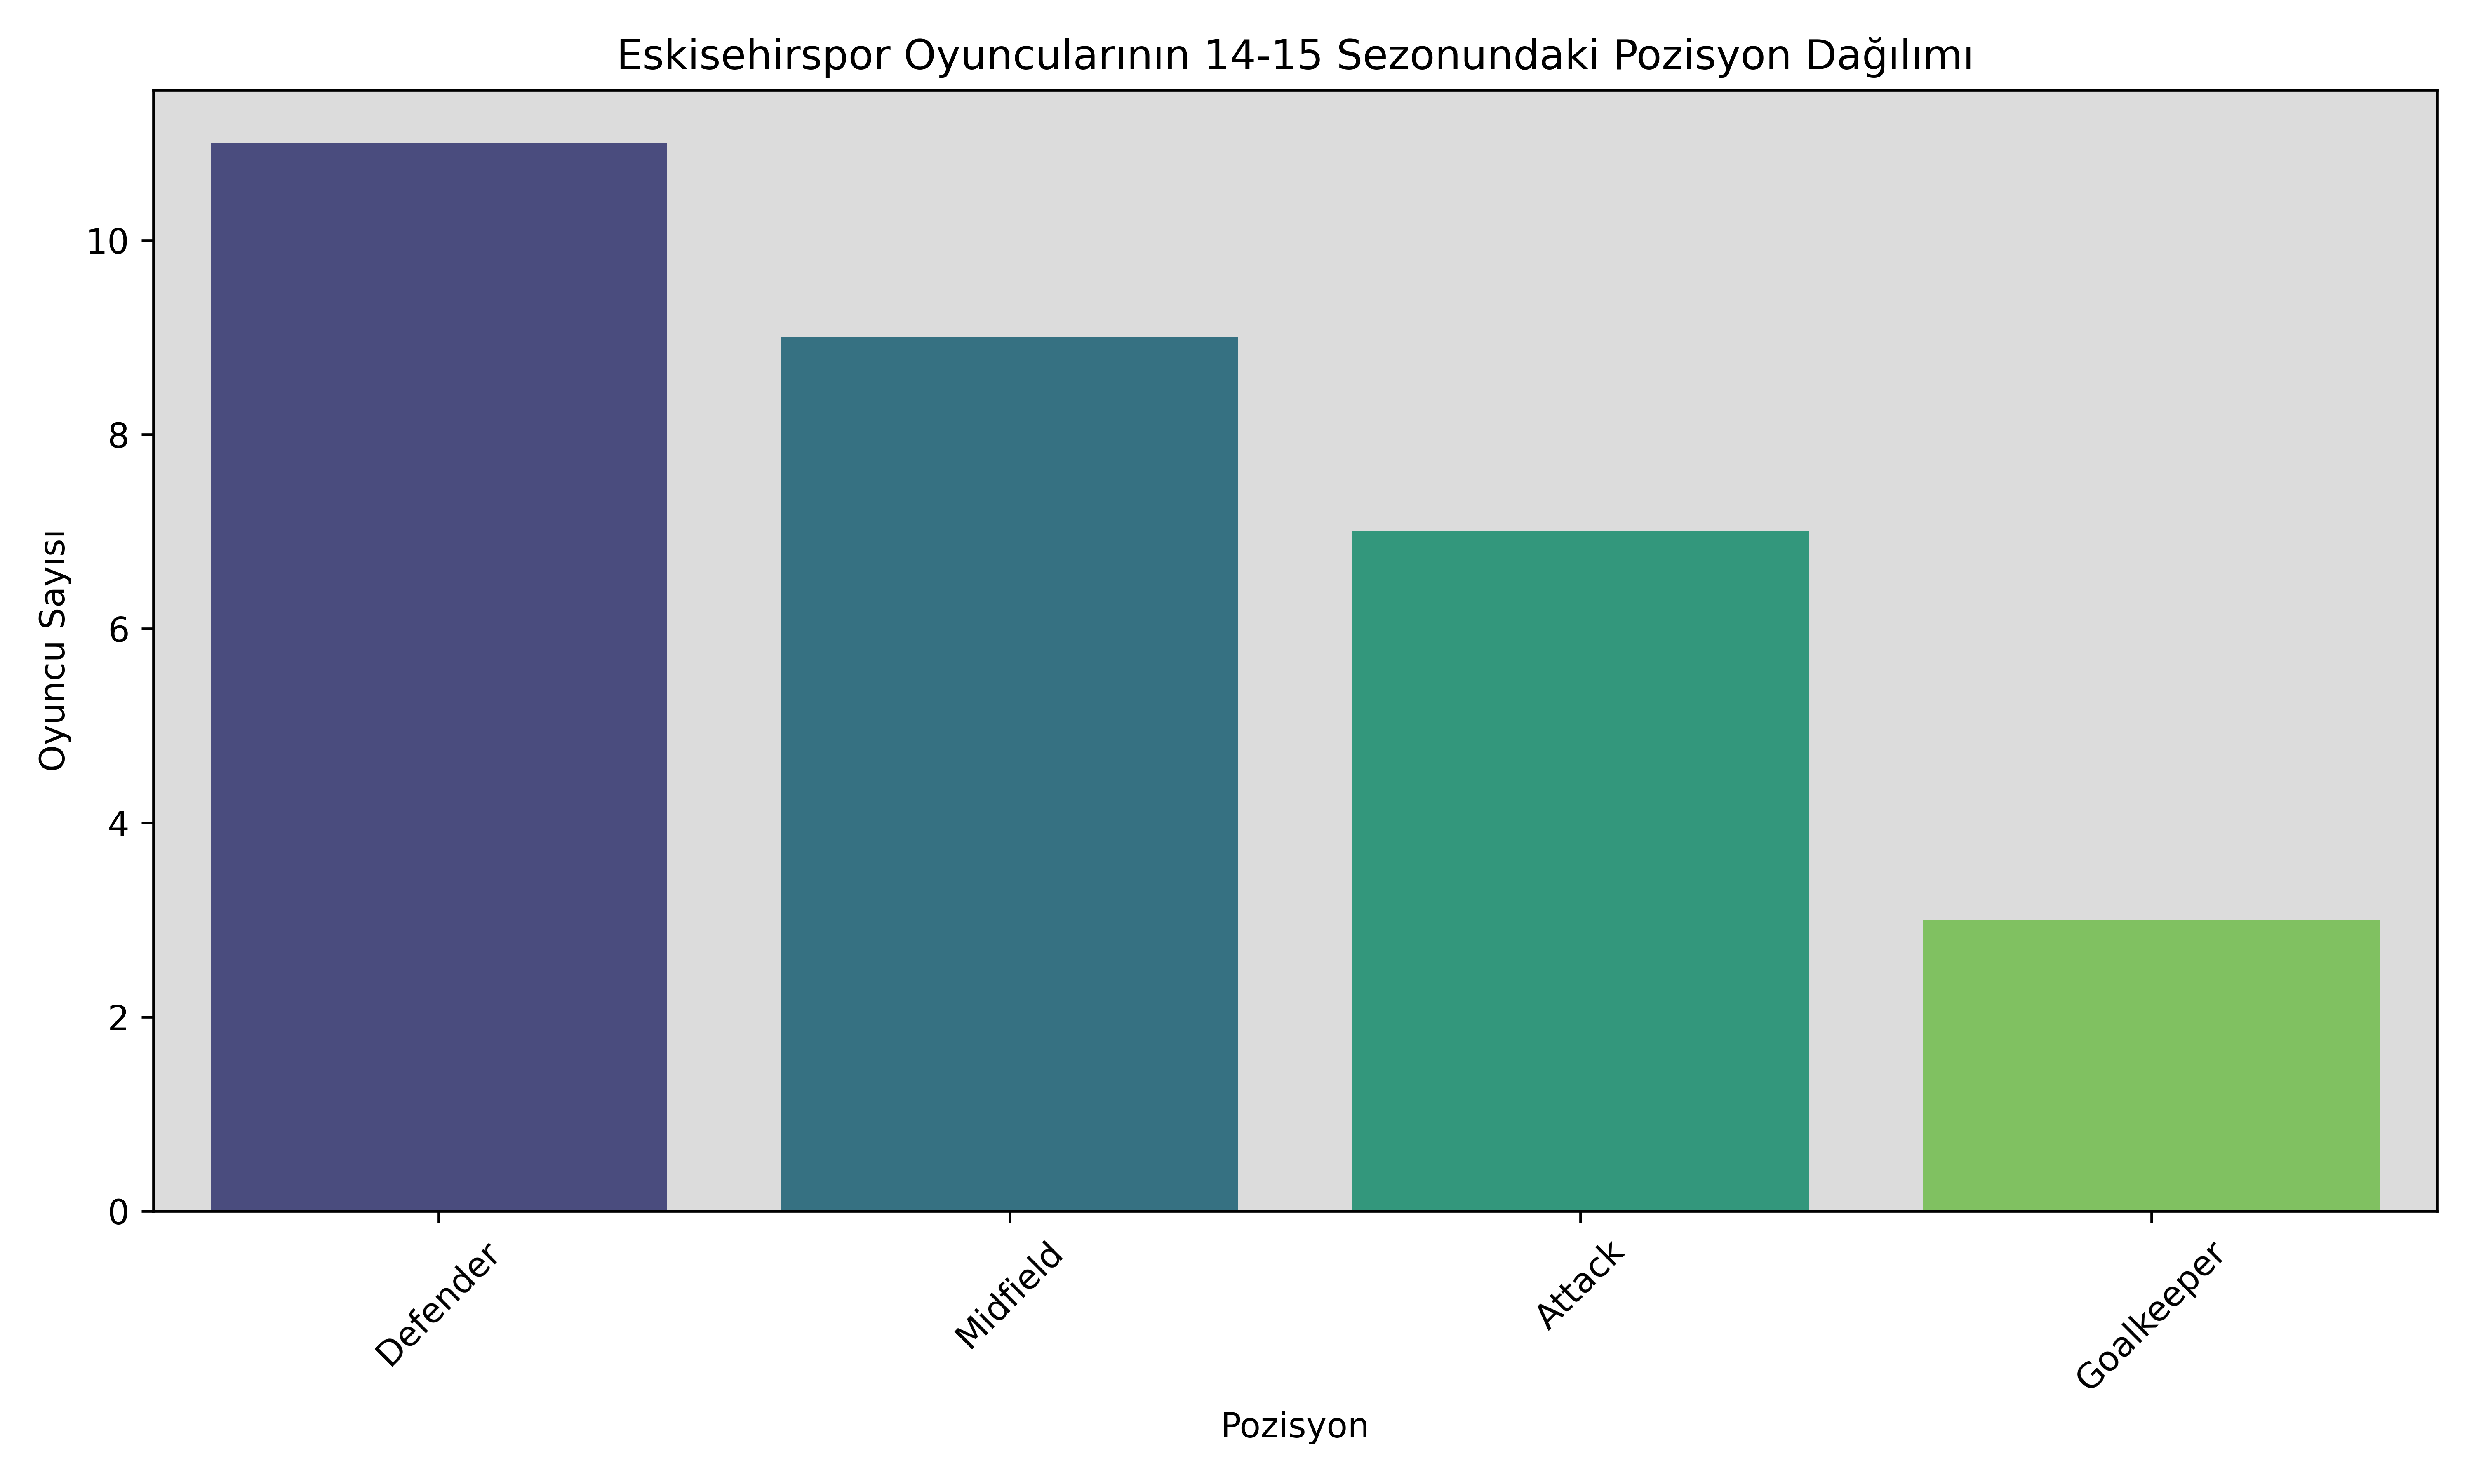 Eskisehirspor Oyuncularının 14-15 Sezonundaki Pozisyon Dağılımı
Oyuncu Sayısı
10
8
6
4
2
0
Defender
Midfield
Attack
Goalkeeper
Pozisyon